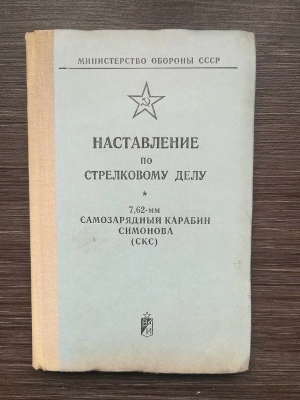 МИНИСТЕРСТВО ОБОРОНЫ СССР
НАСТАВЛЕНИЕ
ПО
СТРЕЛКОВОМУ ДЕЛУ
*
7,62-мм
САМОЗАРЯДНЫЙ КАРАБИН
СИМОНОВА
(СКС)